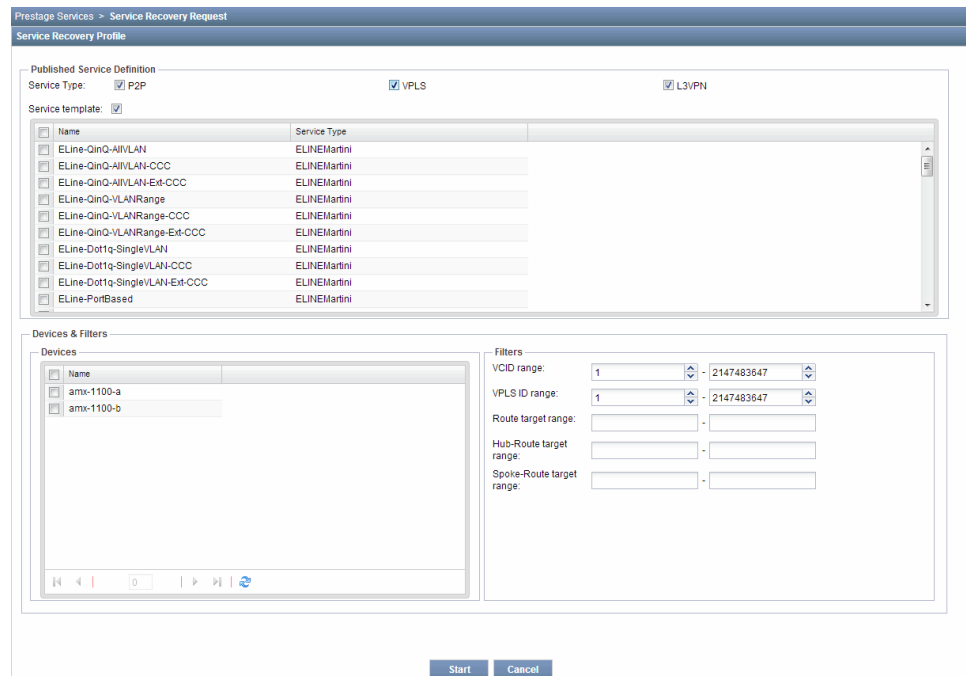 Prestage Services > Service Recovery Request
Service Recovery Profile
Published Service Definition
Service Type: P2P VPLS L3VPN
Service template:
Name Service Type
ELine-QinQ-AllVLAN ELINEMartini
ELine-QinQ-AllVLAN-CCC ELINEMartini
ELine-QinQ-AllVLAN-Ext-CCC ELINEMartini
ELine-QinQ-VLANRange ELINEMartini
ELine-QinQ-VLANRange-CCC ELINEMartini
ELine-QinQ-VLANRange-Ext-CCC ELINEMartini
ELine-Dot1q-SingleVLAN ELINEMartini
ELine-Dot1q-SingleVLAN-CCC ELINEMartini
ELine-Dot1q-SingleVLAN-Ext-CCC ELINEMartini
ELine-PortBased ELINEMartini
Devices & Filters
Devices
Name
amx-1100-a
amx-1100-b
0
Filters
VCID range: 1 - 2147483647
VPLS ID range: 1 - 2147483647
Route target range: -
Hub-Route target
range: -
Spoke-Route target
range: -
Start Cancel